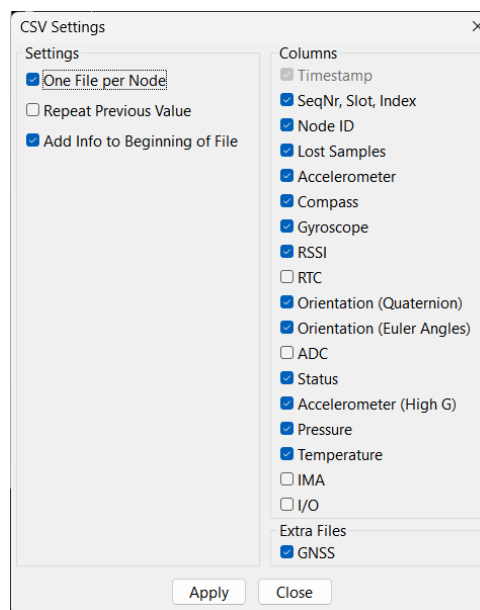 CSV Settings
Settings
One File per Node
Repeat Previous Value
Add Info to Beginning of File
Columns
Timestamp
SeqNr, Slot, Index
Node ID
Lost Samples
Accelerometer
Compass
Gyroscope
RSSI
RTC
Orientation (Quaternion)
Orientation (Euler Angles)
ADC
Status
Accelerometer (High G)
Pressure
Temperature
IMA
I/O
Extra Files
GNSS
Apply
Close